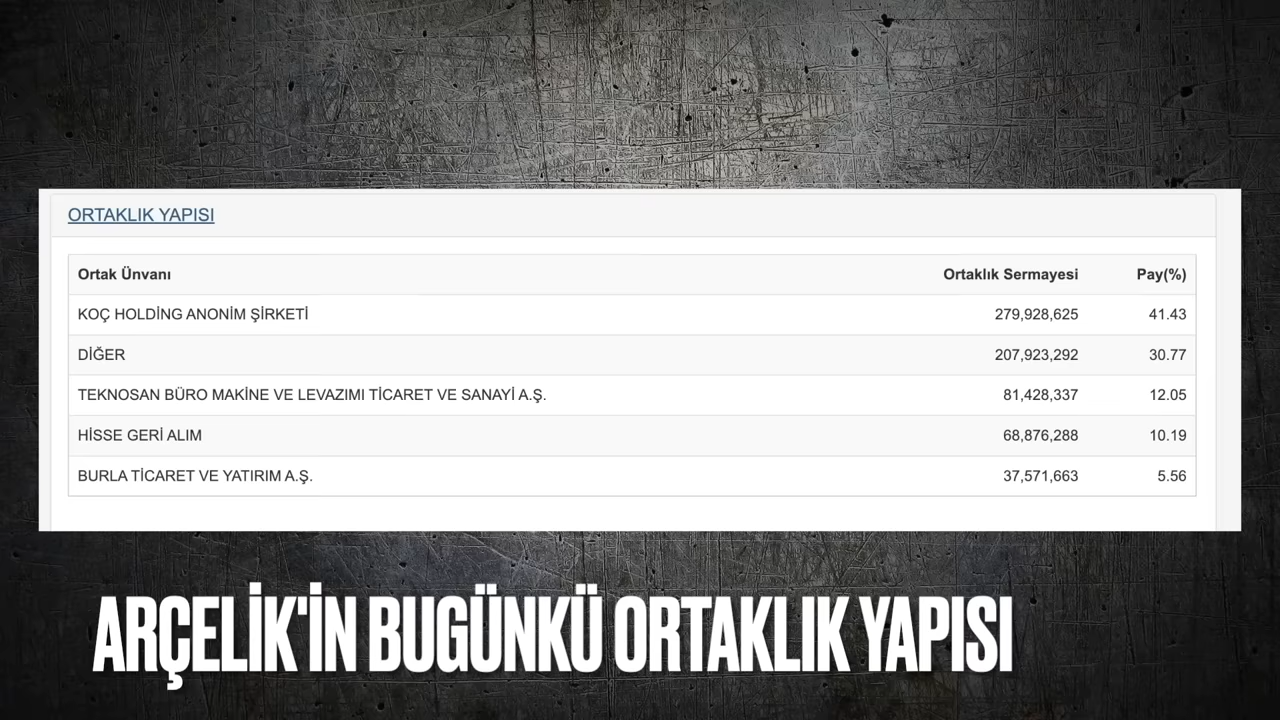 ORTAKLIK YAPISI
Ortak Ünvanı Ortaklık Sermayesi Pay(%)
KOÇ HOLDİNG ANONİM ŞİRKETİ 279,928,625 41.43
DİĞER 207,923,292 30.77
TEKNOSAN BÜRO MAKİNE VE LEVAZIMI TİCARET VE SANAYİ A.Ş. 81,428,337 12.05
HİSSE GERİ ALIM 68,876,288 10.19
BURLA TİCARET VE YATIRIM A.Ş. 37,571,663 5.56
ARÇELİK'İN BUGÜNKÜ ORTAKLIK YAPISI